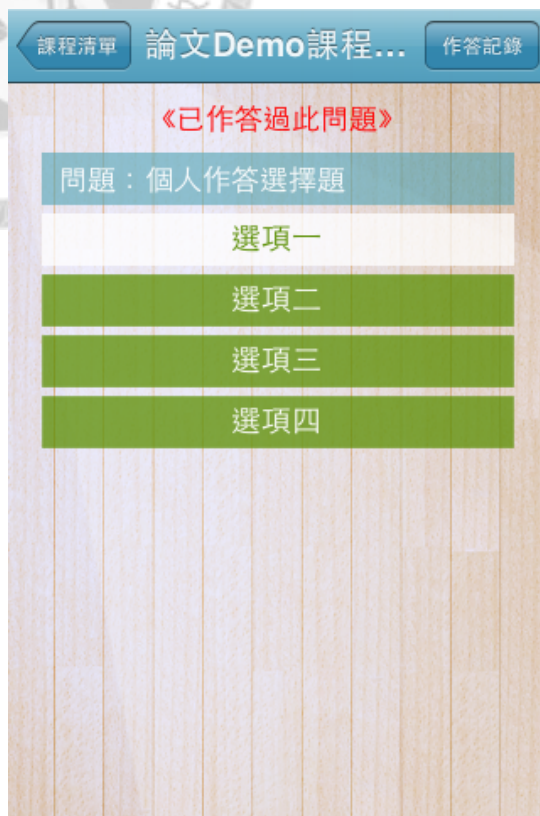 課程清單 論文Demo課程... 作答記錄
《已作答過此問題》
問題：個人作答選擇題
選項一
選項二
選項三
選項四